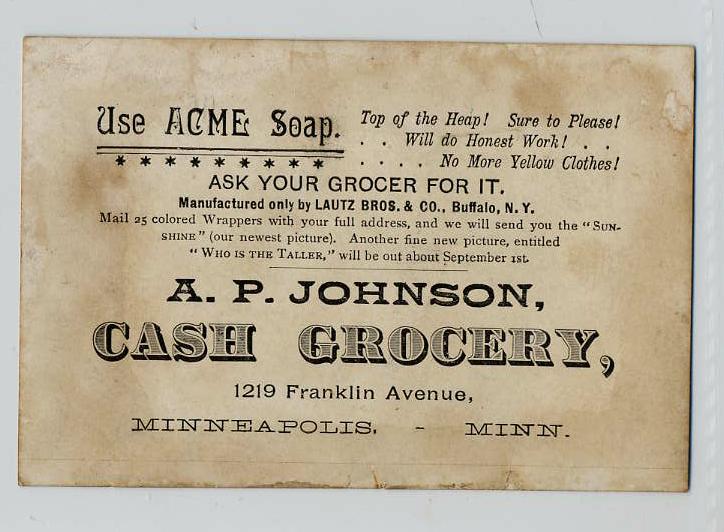 Use ACME Soap.
Top of the Heap! Sure to Please!
. . Will do Honest Work! . .
* * * * * * * * *
. . . . No More Yellow Clothes!
ASK YOUR GROCER FOR IT.
Manufactured only by LAUTZ BROS. & CO., Buffalo, N. Y.
Mail 25 colored Wrappers with your full address, and we will send you the "SUN-
SHINE" (our newest picture). Another fine new picture, entitled
"WHO IS THE TALLER," will be out about September 1st.
A. P. JOHNSON,
CASH GROCERY,
1219 Franklin Avenue,
MINNEAPOLIS. - MINN.